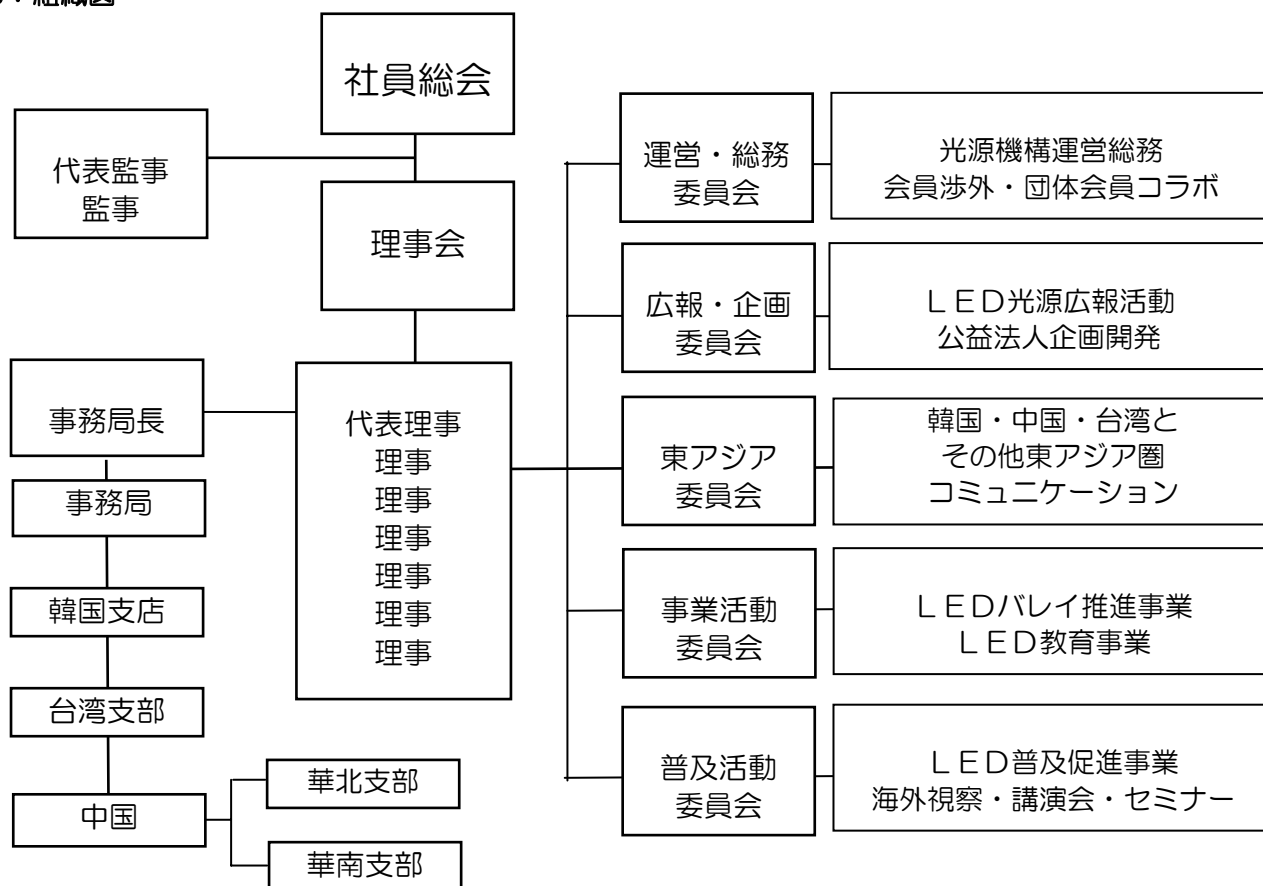 組織図
社員総会
代表監事
監事
理事会
代表理事
理事
理事
理事
理事
理事
理事
事務局長
事務局
韓国支店
台湾支部
中国
華北支部
華南支部
運営・総務
委員会
光源機構運営総務
会員渉外・団体会員コラボ
広報・企画
委員会
ＬＥＤ光源広報活動
公益法人企画開発
東アジア
委員会
韓国・中国・台湾と
その他東アジア圏
コミュニケーション
事業活動
委員会
ＬＥＤバレイ推進事業
ＬＥＤ教育事業
普及活動
委員会
ＬＥＤ普及促進事業
海外視察・講演会・セミナー